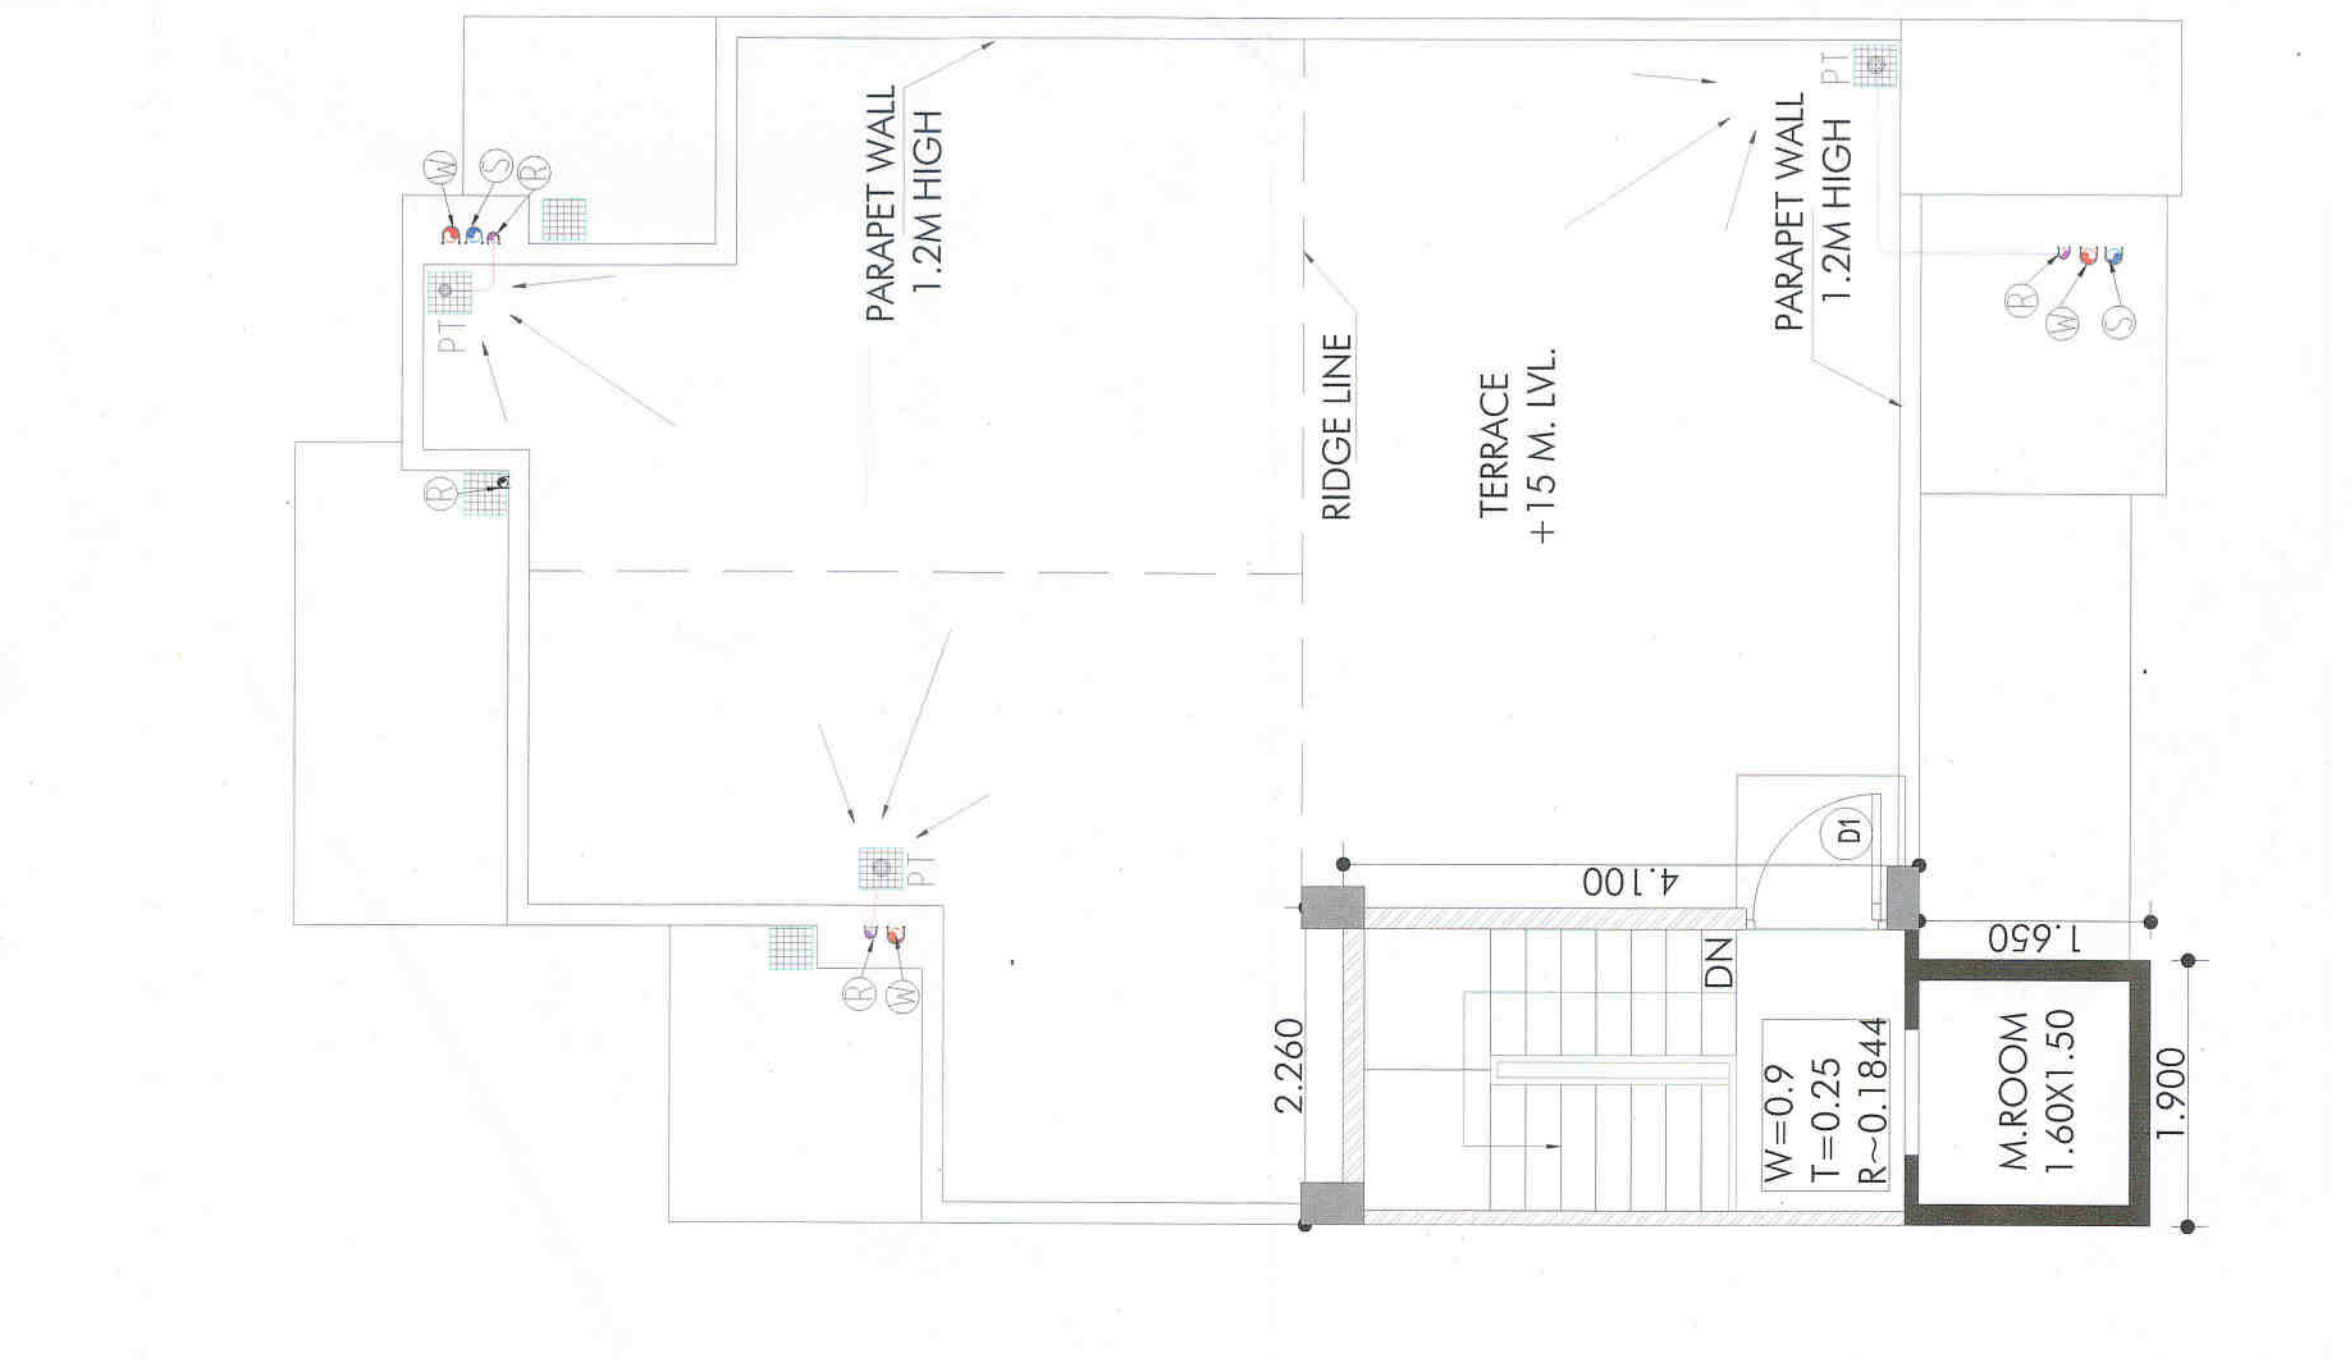 W
S
R
PT
R
PARAPET WALL
1.2M HIGH
PT
R
W
RIDGE LINE
TERRACE
+15 M. LVL.
PARAPET WALL
1.2M HIGH
PT
R
W
S
D1
4.100
1.650
2.260
DN
W=0.9
T=0.25
R~0.1844
M.ROOM
1.60X1.50
1.900